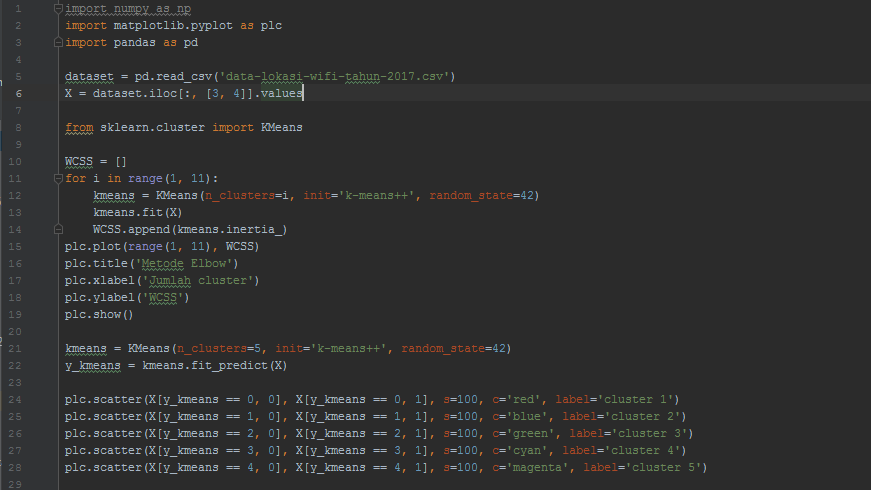 1 import numpy as np
2 import matplotlib.pyplot as plc
3 import pandas as pd
4
5 dataset = pd.read_csv('data-lokasi-wifi-tahun-2017.csv')
6 X = dataset.iloc[:, [3, 4]].values
7
8 from sklearn.cluster import KMeans
9
10 WCSS = []
11 for i in range(1, 11):
12     kmeans = KMeans(n_clusters=i, init='k-means++', random_state=42)
13     kmeans.fit(X)
14     WCSS.append(kmeans.inertia_)
15 plc.plot(range(1, 11), WCSS)
16 plc.title('Metode Elbow')
17 plc.xlabel('Jumlah cluster')
18 plc.ylabel('WCSS')
19 plc.show()
20
21 kmeans = KMeans(n_clusters=5, init='k-means++', random_state=42)
22 y_kmeans = kmeans.fit_predict(X)
23
24 plc.scatter(X[y_kmeans == 0, 0], X[y_kmeans == 0, 1], s=100, c='red', label='cluster 1')
25 plc.scatter(X[y_kmeans == 1, 0], X[y_kmeans == 1, 1], s=100, c='blue', label='cluster 2')
26 plc.scatter(X[y_kmeans == 2, 0], X[y_kmeans == 2, 1], s=100, c='green', label='cluster 3')
27 plc.scatter(X[y_kmeans == 3, 0], X[y_kmeans == 3, 1], s=100, c='cyan', label='cluster 4')
28 plc.scatter(X[y_kmeans == 4, 0], X[y_kmeans == 4, 1], s=100, c='magenta', label='cluster 5')
29